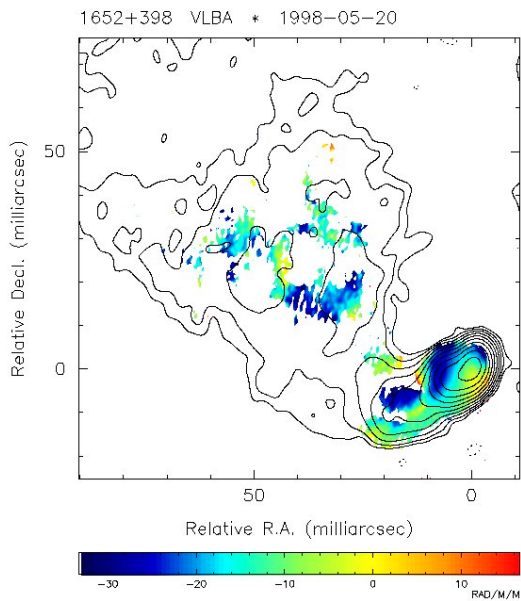 1652+398 VLBA * 1998-05-20
Relative Decl. (milliarcsec)
50
0
50
0
Relative R.A. (milliarcsec)
−30 −20 −10 0 10
RAD/M/M